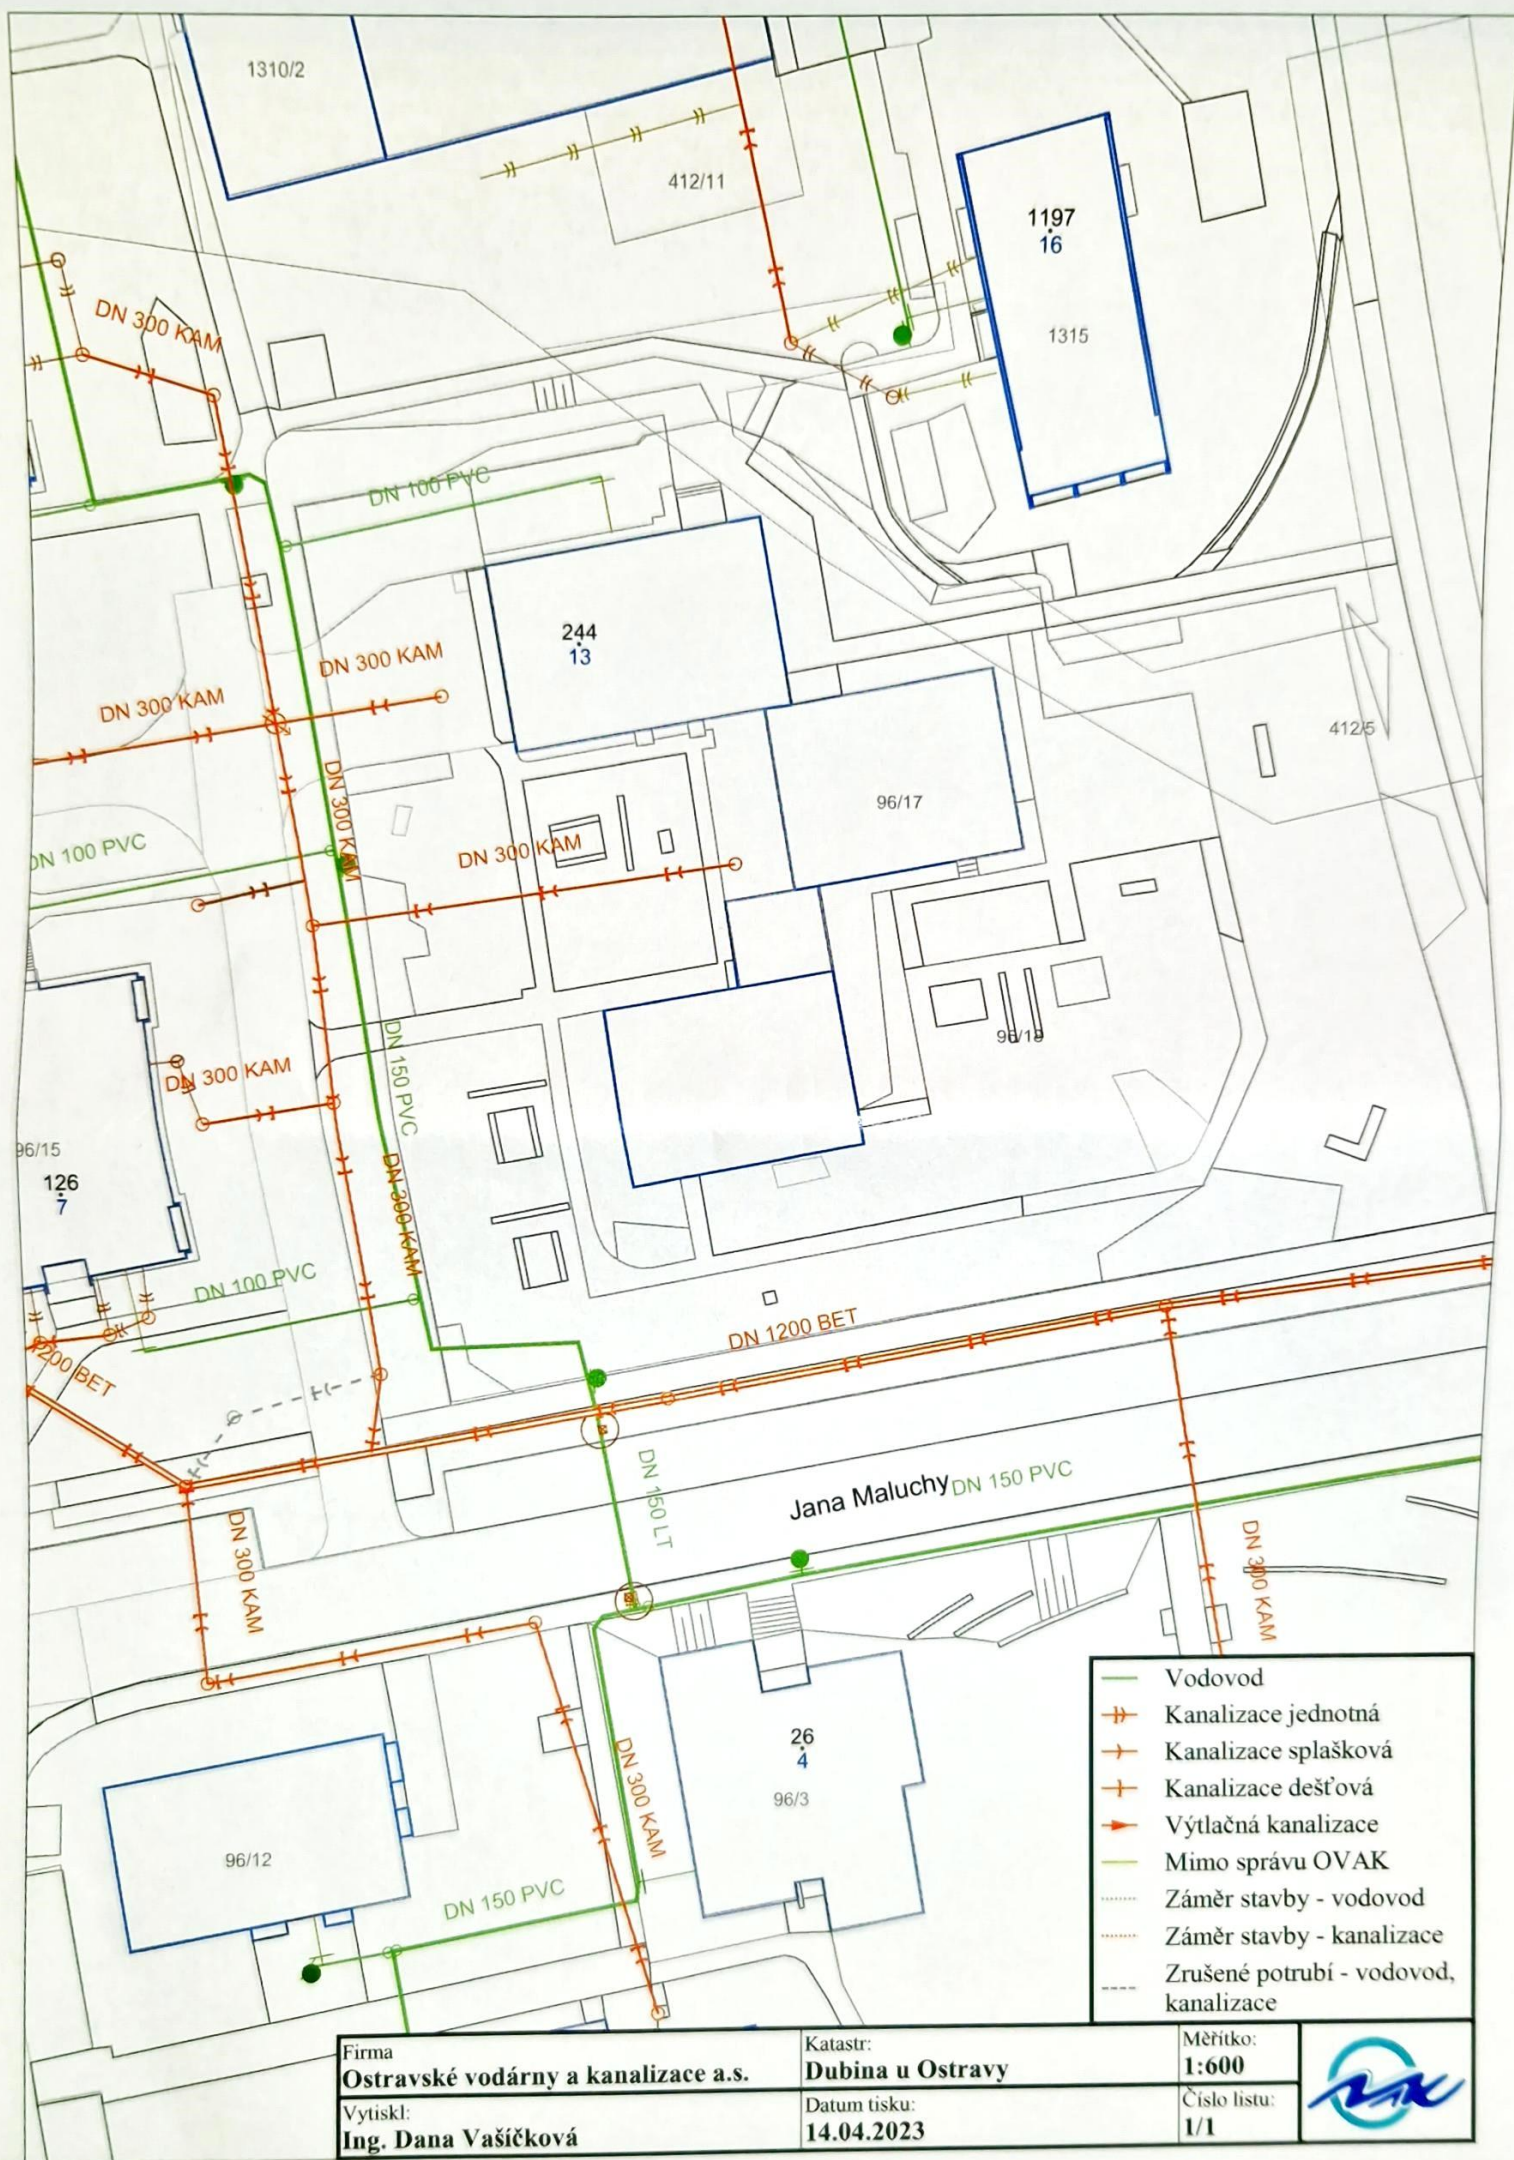 1310/2
412/11
1197
16
1315
DN 300 KAM
DN 100 PVC
244
13
DN 300 KAM
DN 300 KAM
412/5
DN 300 KAM
96/17
DN 100 PVC
DN 300 KAM
96/18
DN 150 PVC
DN 300 KAM
96/15
126
7
DN 300 KAM
DN 100 PVC
DN 1200 BET
1200 BET
DN 150 LT
Jana Maluchy
DN 150 PVC
DN 300 KAM
DN 300 KAM
26
4
96/3
DN 300 KAM
96/12
DN 150 PVC
Vodovod
Kanalizace jednotná
Kanalizace splašková
Kanalizace dešťová
Výtlačná kanalizace
Mimo správu OVAK
Záměr stavby - vodovod
Záměr stavby - kanalizace
Zrušené potrubí - vodovod,
kanalizace
Firma
Ostravské vodárny a kanalizace a.s.
Katastr:
Dubina u Ostravy
Měřítko:
1:600
Vytiskl:
Ing. Dana Vašíčková
Datum tisku:
14.04.2023
Číslo listu:
1/1